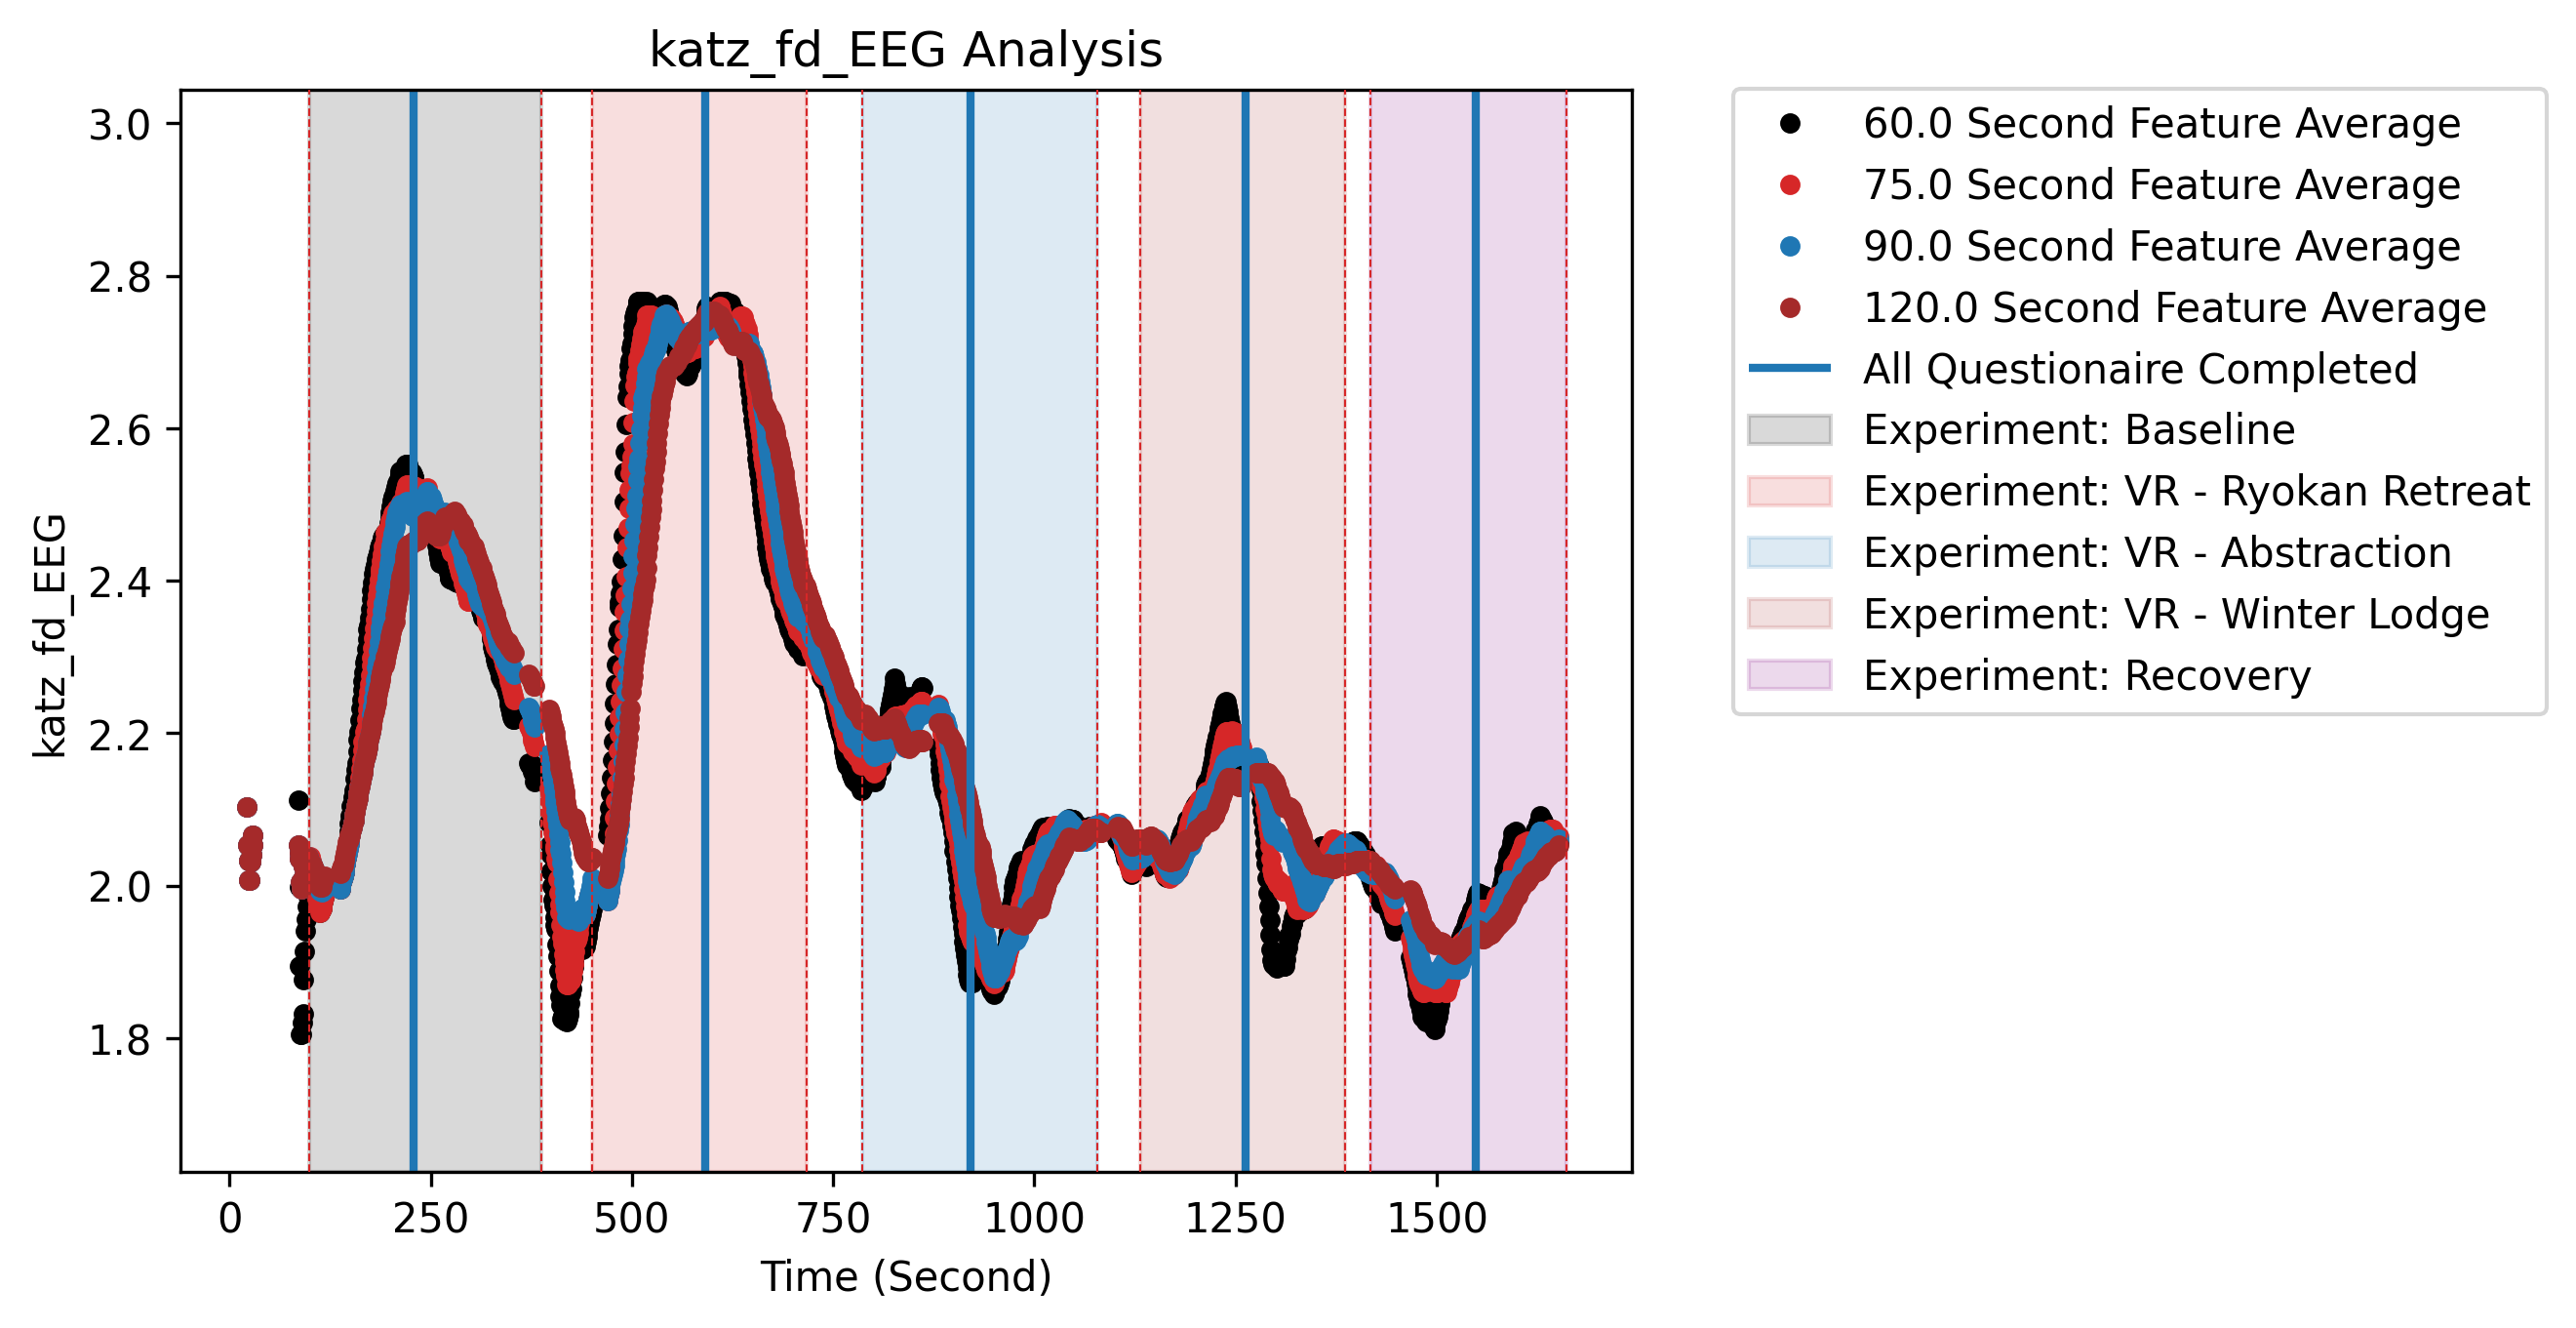 katz_fd_EEG Analysis
3.0
2.8
2.6
2.4
2.2
2.0
1.8
katz_fd_EEG
0 250 500 750 1000 1250 1500
Time (Second)
60.0 Second Feature Average
75.0 Second Feature Average
90.0 Second Feature Average
120.0 Second Feature Average
All Questionaire Completed
Experiment: Baseline
Experiment: VR - Ryokan Retreat
Experiment: VR - Abstraction
Experiment: VR - Winter Lodge
Experiment: Recovery